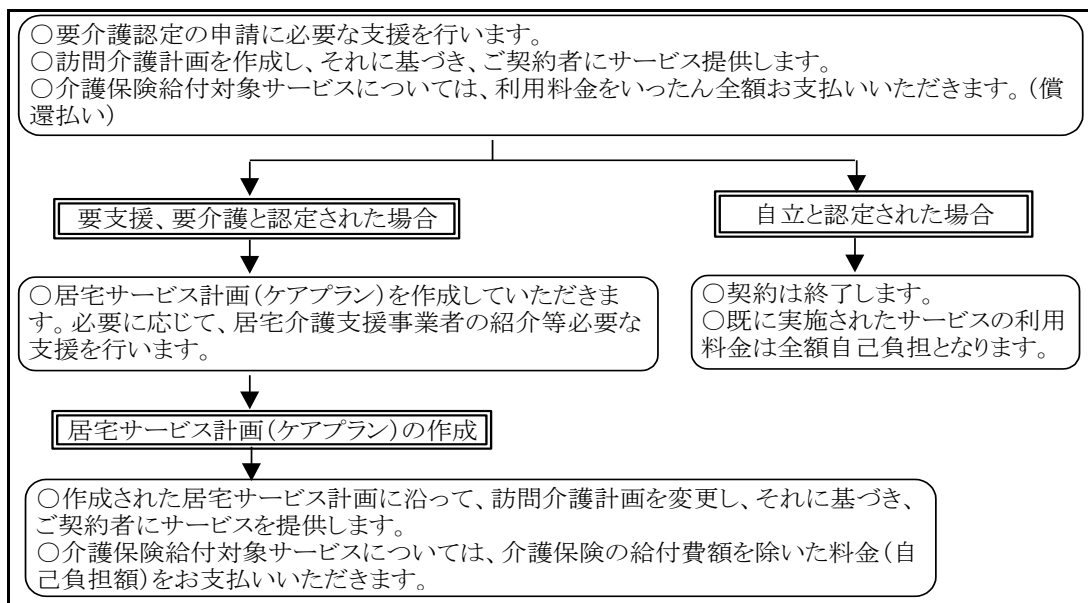 ○要介護認定の申請に必要な支援を行います。
○訪問介護計画を作成し、それに基づき、ご契約者にサービス提供します。
○介護保険給付対象サービスについては、利用料金をいったん全額お支払いいただきます。(償
還払い)
要支援、要介護と認定された場合
自立と認定された場合
○居宅サービス計画(ケアプラン)を作成していただきま
す。必要に応じて、居宅介護支援事業者の紹介等必要な
支援を行います。
○契約は終了します。
○既に実施されたサービスの利用
料金は全額自己負担となります。
居宅サービス計画(ケアプラン)の作成
○作成された居宅サービス計画に沿って、訪問介護計画を変更し、それに基づき、
ご契約者にサービスを提供します。
○介護保険給付対象サービスについては、介護保険の給付費額を除いた料金(自
己負担額)をお支払いいただきます。